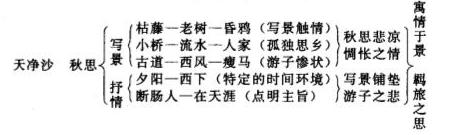 天净沙 秋思
写景
枯藤—老树—昏鸦(写景触情)
小桥—流水—人家(孤独思乡)
古道—西风—瘦马(游子惨状)
秋思悲凉
惆怅之情
抒情
夕阳—西下(特定的时间环境)
断肠人—在天涯(点明主旨)
写景铺垫
游子之悲
寓情于景
羁旅之思